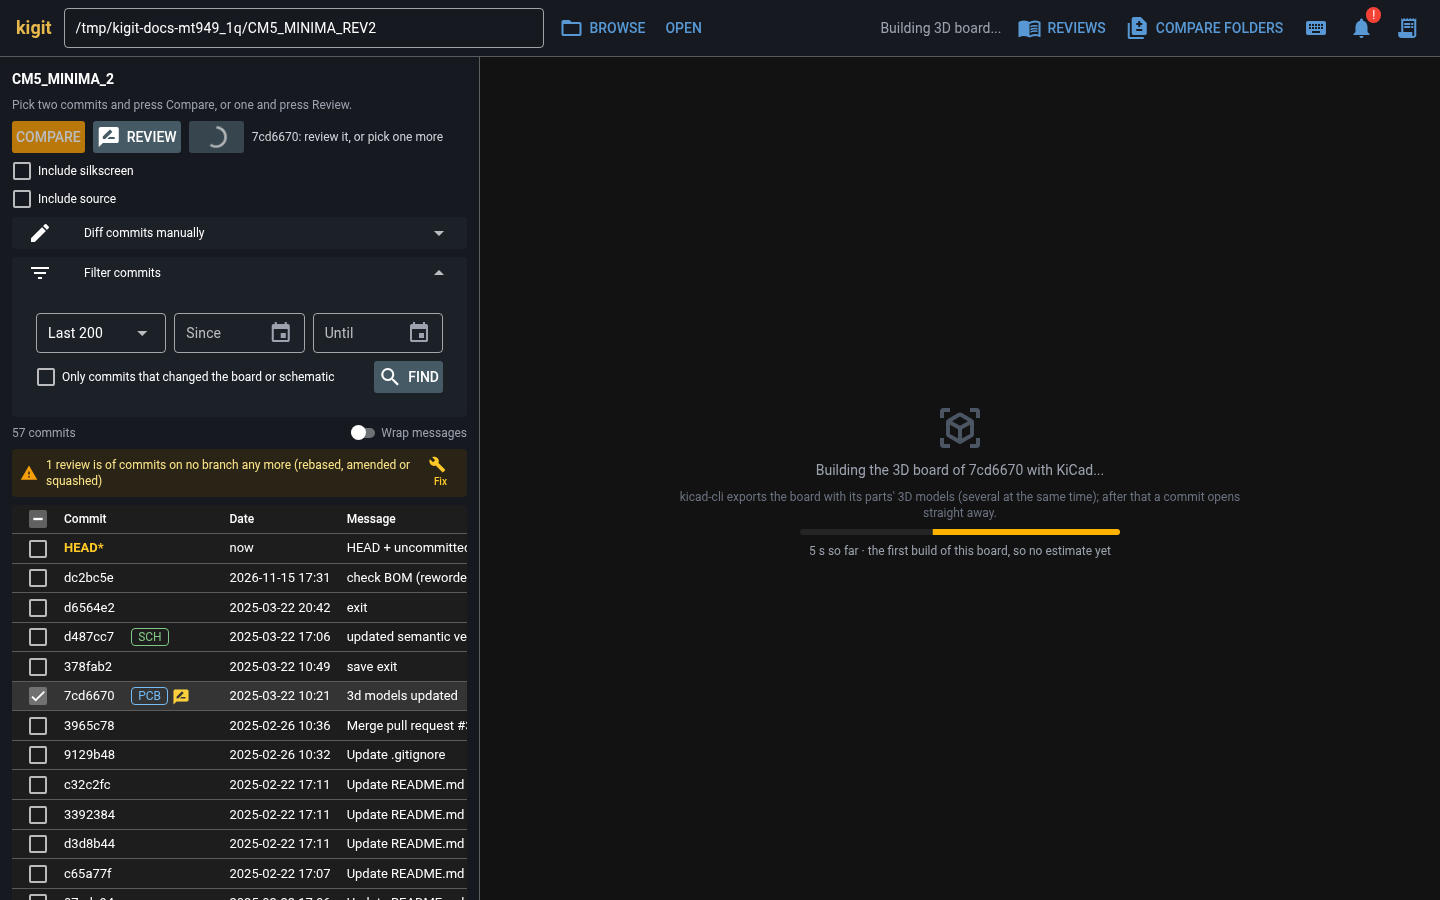 kigit
/tmp/kigit-docs-mt949_1q/CM5_MINIMA_REV2
BROWSE
OPEN
Building 3D board...
REVIEWS
COMPARE FOLDERS
!
CM5_MINIMA_2
Pick two commits and press Compare, or one and press Review.
COMPARE
REVIEW
7cd6670: review it, or pick one more
Include silkscreen
Include source
Diff commits manually
Filter commits
Last 200
Since
Until
Only commits that changed the board or schematic
FIND
57 commits
Wrap messages
1 review is of commits on no branch any more (rebased, amended or
squashed)
Fix
Commit Date Message
HEAD* now HEAD + uncommitted
dc2bc5e 2026-11-15 17:31 check BOM (reworde
d6564e2 2025-03-22 20:42 exit
d487cc7 SCH 2025-03-22 17:06 updated semantic ve
378fab2 2025-03-22 10:49 save exit
7cd6670 PCB 2025-03-22 10:21 3d models updated
3965c78 2025-02-26 10:36 Merge pull request #
9129b48 2025-02-26 10:32 Update .gitignore
c32c2fc 2025-02-22 17:11 Update README.md
3392384 2025-02-22 17:11 Update README.md
d3d8b44 2025-02-22 17:11 Update README.md
c65a77f 2025-02-22 17:07 Update README.md
Building the 3D board of 7cd6670 with KiCad...
kicad-cli exports the board with its parts' 3D models (several at the same time); after that a commit opens
straight away.
5 s so far · the first build of this board, so no estimate yet